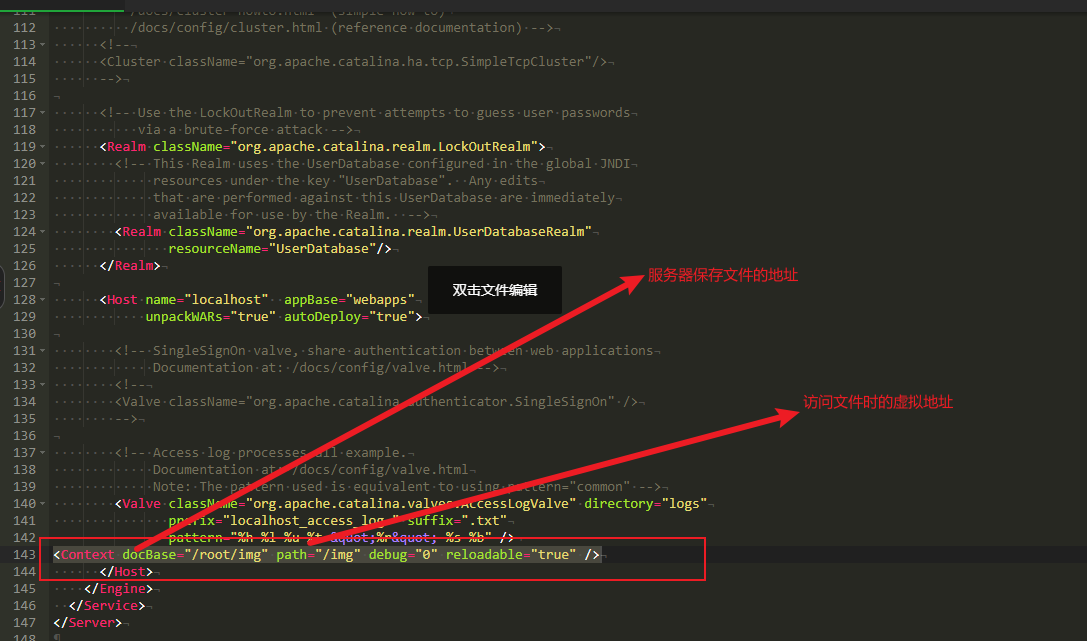 112 /docs/config/cluster.html (reference documentation) -->
113 <!--
114 <Cluster className="org.apache.catalina.ha.tcp.SimpleTcpCluster"/>
115 -->
116
117 <!-- Use the LockOutRealm to prevent attempts to guess user passwords
118 via a brute-force attack -->
119 <Realm className="org.apache.catalina.realm.LockOutRealm">
120 <!-- This Realm uses the UserDatabase configured in the global JNDI
121 resources under the key "UserDatabase". Any edits
122 that are performed against this UserDatabase are immediately
123 available for use by the Realm. -->
124 <Realm className="org.apache.catalina.realm.UserDatabaseRealm"
125 resourceName="UserDatabase"/>
126 </Realm>
127
双击文件编辑
服务器保存文件的地址
128 <Host name="localhost" appBase="webapps"
129 unpackWARs="true" autoDeploy="true">
130
131 <!-- SingleSignOn valve, share authentication between web applications
132 Documentation at: /docs/config/valve.html -->
133 <!--
134 <Valve className="org.apache.catalina.authenticator.SingleSignOn" />
访问文件时的虚拟地址
135 -->
136
137 <!-- Access log processes all example.
138 Documentation at: /docs/config/valve.html
139 Note: The pattern used is equivalent to using pattern="common" -->
140 <Valve className="org.apache.catalina.valves.AccessLogValve" directory="logs"
141 prefix="localhost_access_log" suffix=".txt"
142 pattern="%h %l %u %t &quot;%r&quot; %s %b" />
143 <Context docBase="/root/img" path="/img" debug="0" reloadable="true" />
144 </Host>
145 </Engine>
146 </Service>
147 </Server>
148